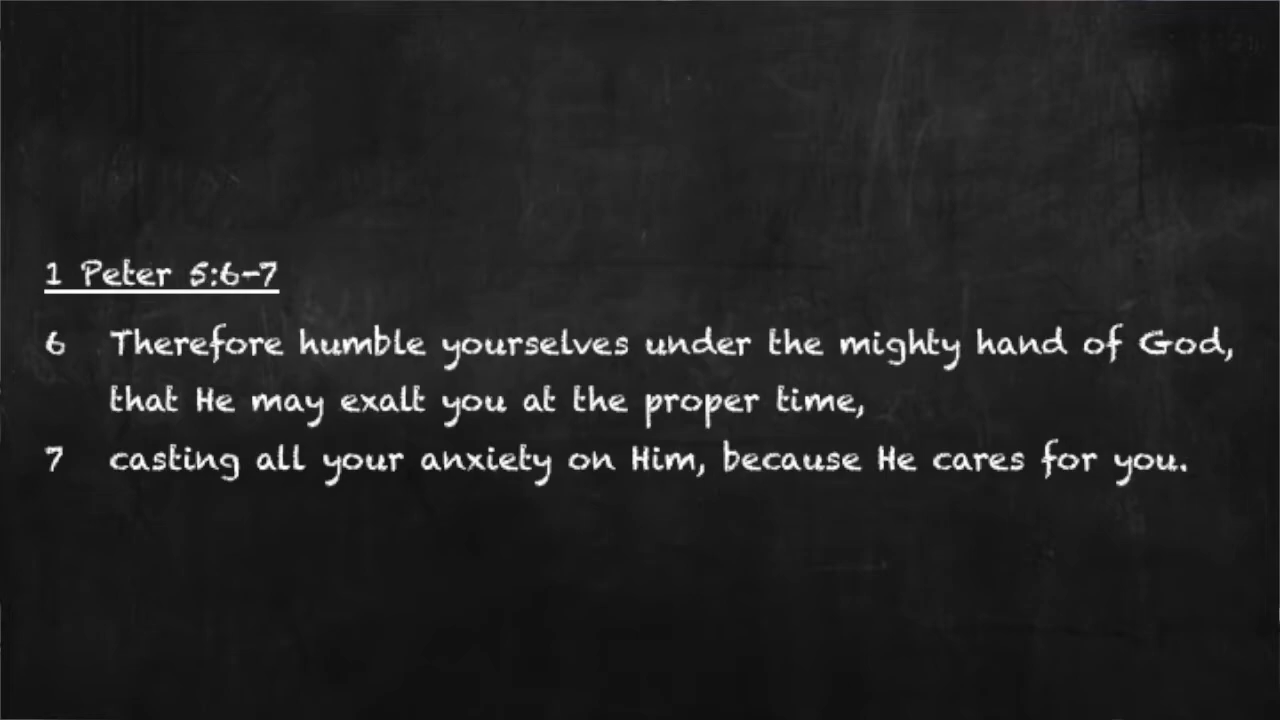 1 Peter 5:6-7
6 Therefore humble yourselves under the mighty hand of God,
that He may exalt you at the proper time,
7 casting all your anxiety on Him, because He cares for you.